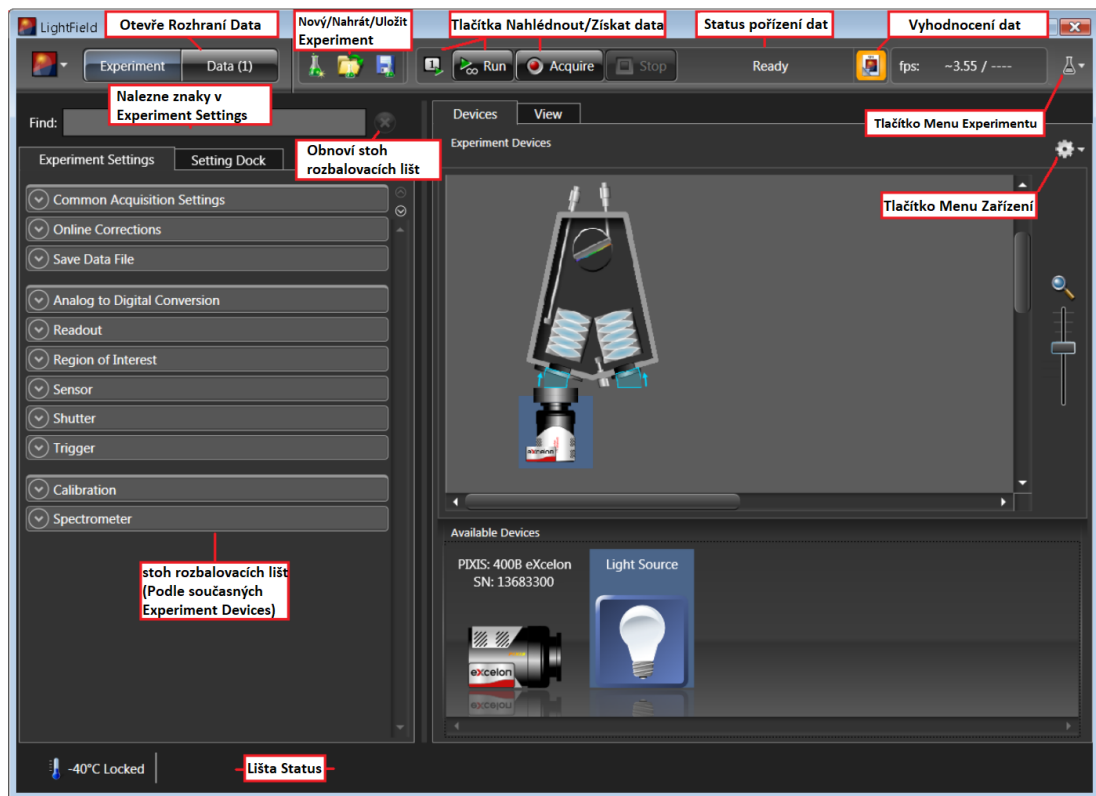 LightField
Otevře Rozhraní Data
Nový/Nahrát/Uložit
Experiment
Tlačítka Nahlédnout/Získat data
Status pořízení dat
Vyhodnocení dat
Experiment
Data (1)
1
Run
Acquire
Stop
Ready
fps: ~3.55 / ----
Nalezne znaky v
Experiment Settings
Find:
Obnoví stoh
rozbalovacích lišt
Tlačítko Menu Experimentu
Experiment Settings
Setting Dock
Devices
View
Experiment Devices
Tlačítko Menu Zařízení
Common Acquisition Settings
Online Corrections
Save Data File
Analog to Digital Conversion
Readout
Region of Interest
Sensor
Shutter
Trigger
Calibration
Spectrometer
eXcelon
stoh rozbalovacích lišt
(Podle současných
Experiment Devices)
Available Devices
PIXIS: 400B eXcelon
SN: 13683300
Light Source
eXcelon
-40°C Locked
Lišta Status